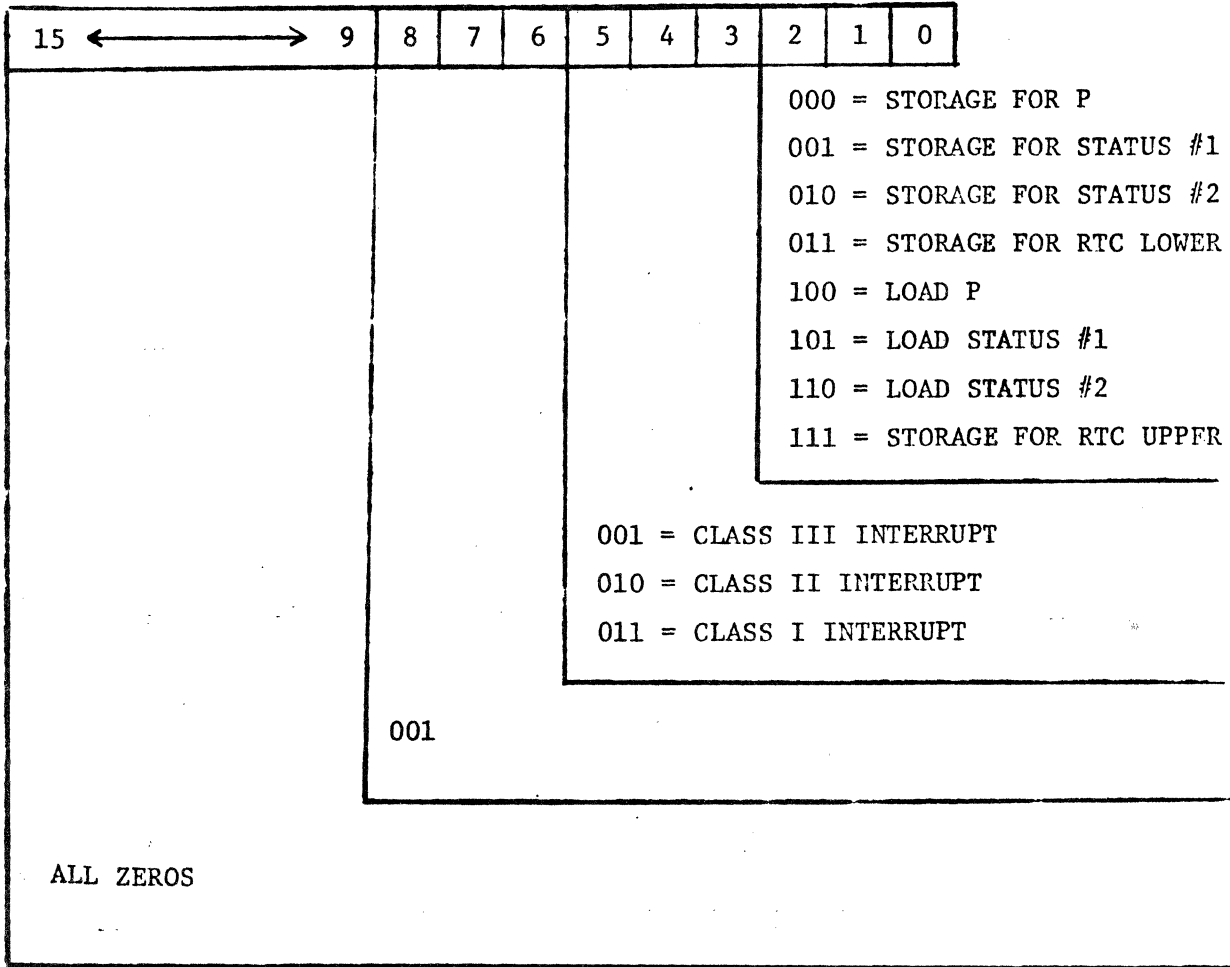 15 ⟵⟶ 9 8 7 6 5 4 3 2 1 0
000 = STORAGE FOR P
001 = STORAGE FOR STATUS #1
010 = STORAGE FOR STATUS #2
011 = STORAGE FOR RTC LOWER
100 = LOAD P
101 = LOAD STATUS #1
110 = LOAD STATUS #2
111 = STORAGE FOR RTC UPPER
001 = CLASS III INTERRUPT
010 = CLASS II INTERRUPT
011 = CLASS I INTERRUPT
001
ALL ZEROS